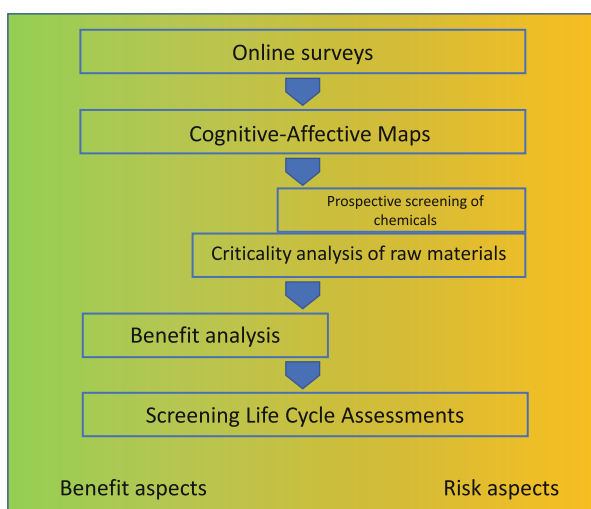 Online surveys
Cognitive-Affective Maps
Prospective screening of
chemicals
Criticality analysis of raw materials
Benefit analysis
Screening Life Cycle Assessments
Benefit aspects
Risk aspects